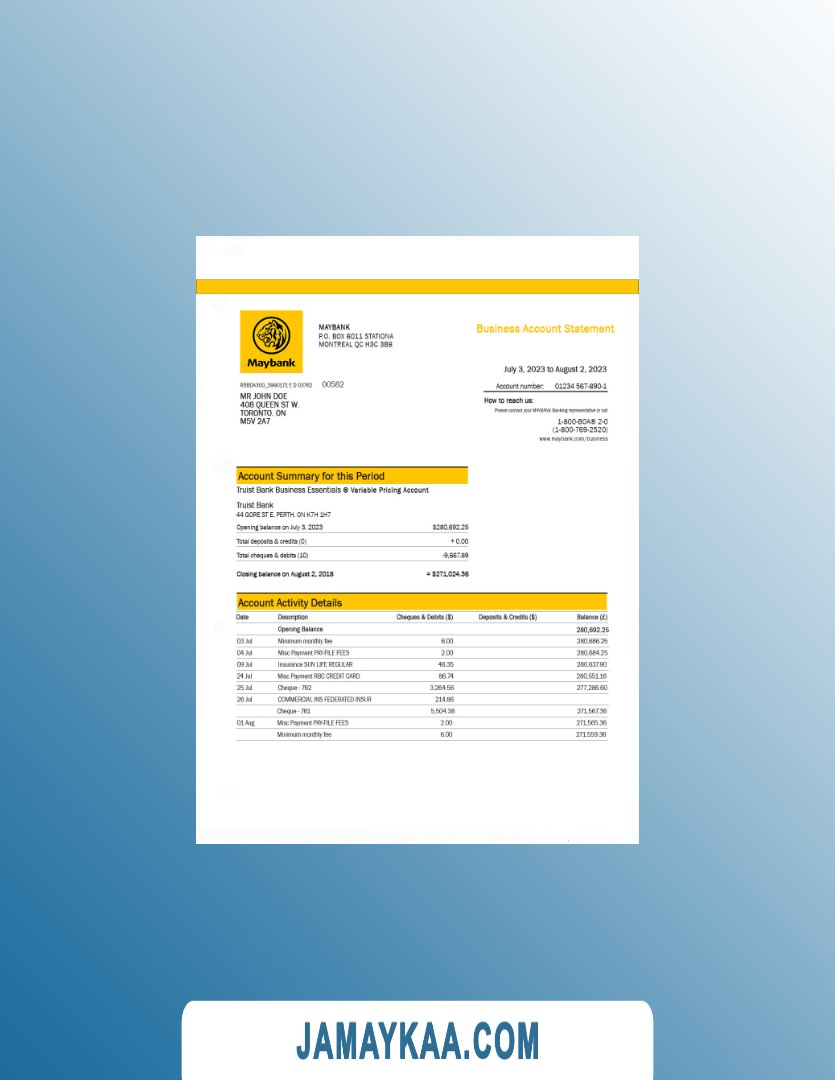 Maybank
MAYBANK
P.O. BOX 6011 STATIONA
MONTREAL QC H3C 3B8
Business Account Statement
July 3, 2023 to August 2, 2023
Account number: 01234 567-890-1
RBBDA300_3990171 E D 03762 00582
MR JOHN DOE
408 QUEEN ST W.
TORONTO. ON
M5V 2A7
How to reach us:
Please contact your MAYBANK Banking representative or call
1-800-BOA® 2-0
(1-800-769-2520)
www.maybank.com/business
Account Summary for this Period
Truist Bank Business Essentials ® Variable Pricing Account
Truist Bank
44 GORE ST E, PERTH. ON K7H 1H7
Opening balance on July 3, 2023 $280,692.25
Total deposits & credits (0) + 0.00
Total cheques & debits (10) -9,667.89
Closing balance on August 2, 2018 = $271,024.36
Account Activity Details
Date Description Cheques & Debits ($) Deposits & Credits ($) Balance (£)
Opening Balance 280,692.25
03 Jul Minimum monthly fee 6.00 280,686.25
04 Jul Misc Payment PAY-FILE FEES 2.00 280,684.25
09 Jul Insurance SUN LIFE REGULAR 46.35 280,637.90
24 Jul Misc Payment RBC CREDIT CARD 86.74 280,551.16
25 Jul Cheque - 762 3,264.56 277,286.60
26 Jul COMMERCIAL INS FEDERATED INSUR 214.86
Cheque - 761 5,504.38 271,567.36
01 Aug Misc Payment PAY-FILE FEES 2.00 271,565.36
Minimum monthly fee 6.00 271,559.36
JAMAYKAA.COM